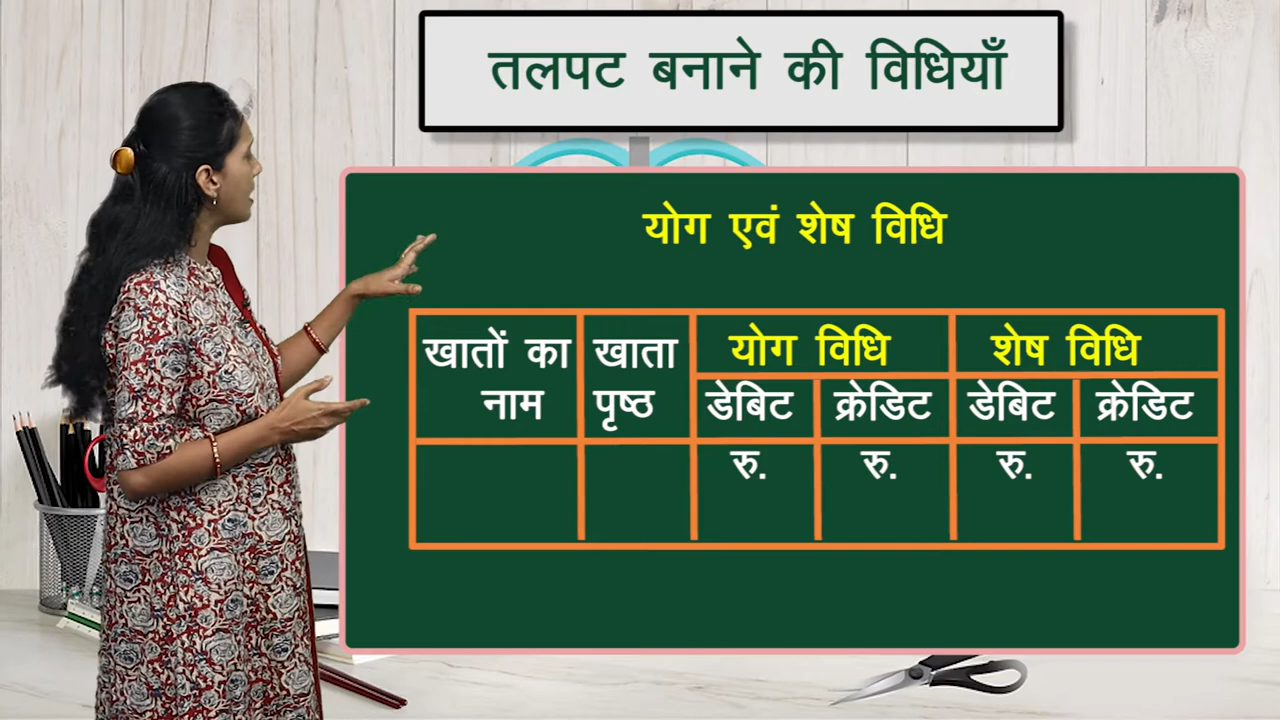 तलपट बनाने की विधियाँ
योग एवं शेष विधि
खातों का नाम
खाता पृष्ठ
योग विधि
शेष विधि
डेबिट क्रेडिट डेबिट क्रेडिट
रु. रु. रु. रु.